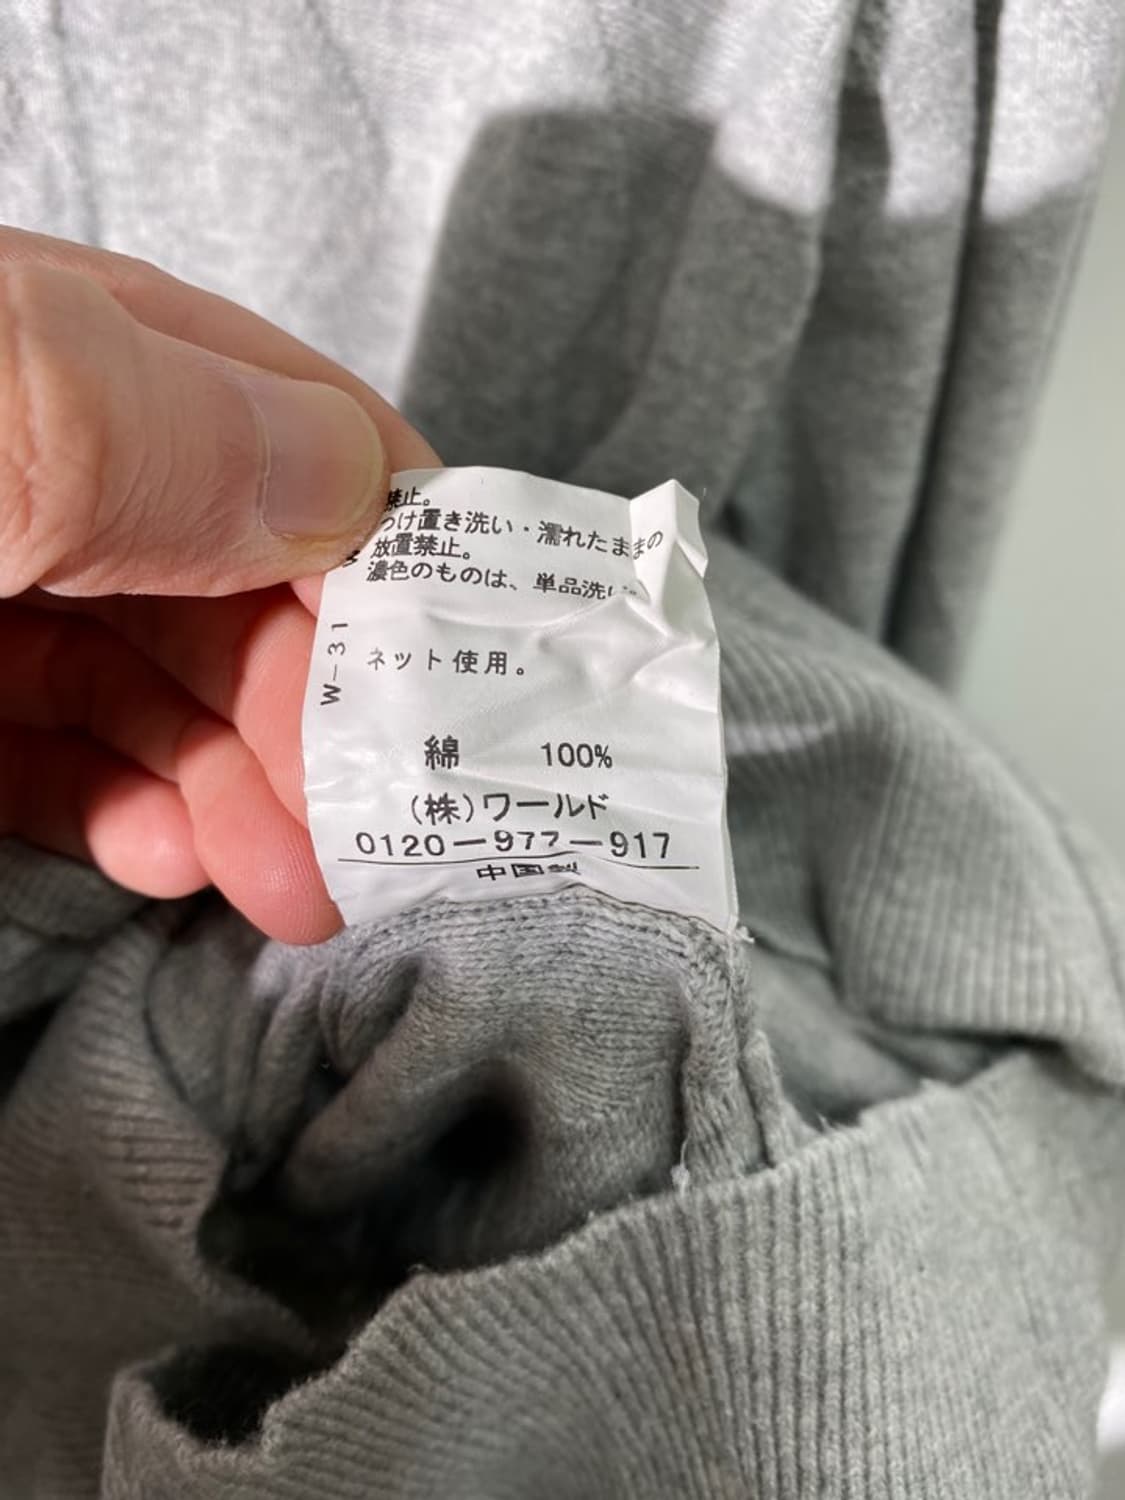 禁止。
つけ置き洗い・濡れたままの
放置禁止。
濃色のものは、単品洗い。
ネット使用。
W-31
綿 100%
(株)ワールド
0120-977-917
中国製